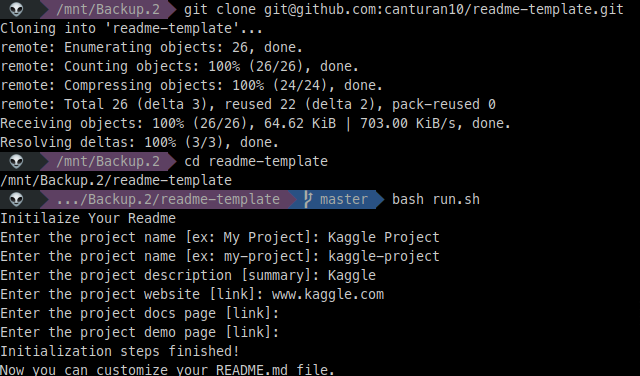 /mnt/Backup.2 git clone git@github.com:canturan10/readme-template.git
Cloning into 'readme-template'...
remote: Enumerating objects: 26, done.
remote: Counting objects: 100% (26/26), done.
remote: Compressing objects: 100% (24/24), done.
remote: Total 26 (delta 3), reused 22 (delta 2), pack-reused 0
Receiving objects: 100% (26/26), 64.62 KiB | 703.00 KiB/s, done.
Resolving deltas: 100% (3/3), done.
/mnt/Backup.2 cd readme-template
/mnt/Backup.2/readme-template
.../Backup.2/readme-template master bash run.sh
Initilaize Your Readme
Enter the project name [ex: My Project]: Kaggle Project
Enter the project name [ex: my-project]: kaggle-project
Enter the project description [summary]: Kaggle
Enter the project website [link]: www.kaggle.com
Enter the project docs page [link]:
Enter the project demo page [link]:
Initialization steps finished!
Now you can customize your README.md file.